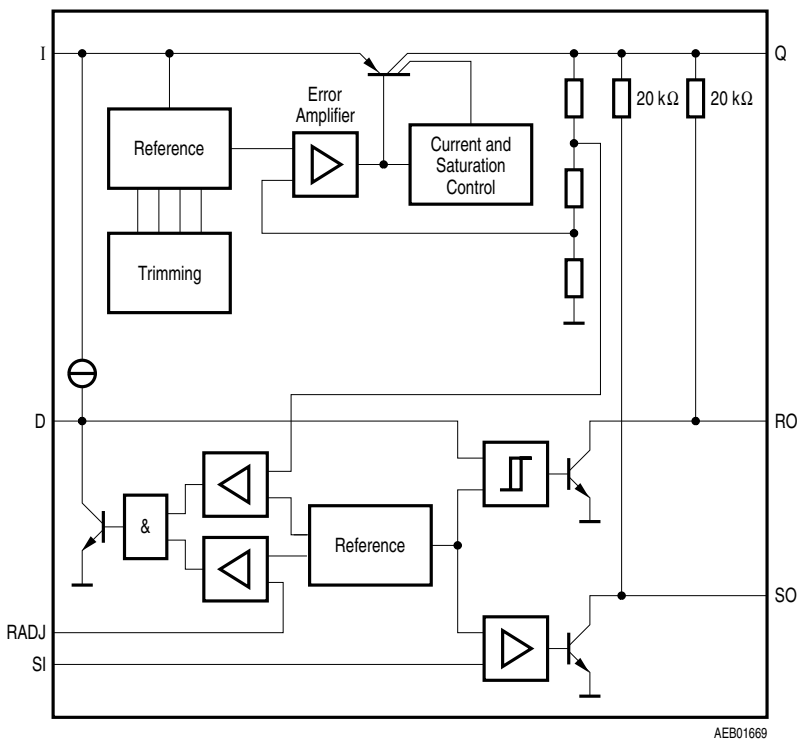 I
Q
Error
Amplifier
20 kΩ
20 kΩ
Reference
Current and
Saturation
Control
Trimming
D
RO
&
Reference
SO
RADJ
SI
AEB01669